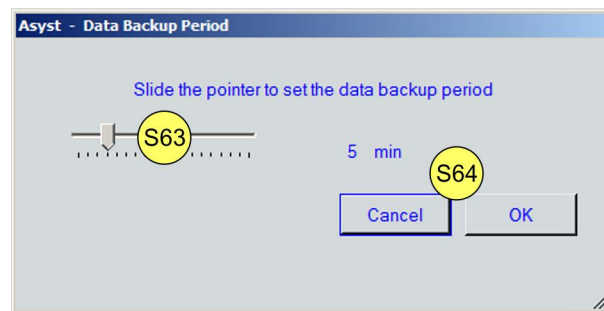 Asyst - Data Backup Period
Slide the pointer to set the data backup period
S63
5 min
S64
Cancel
OK